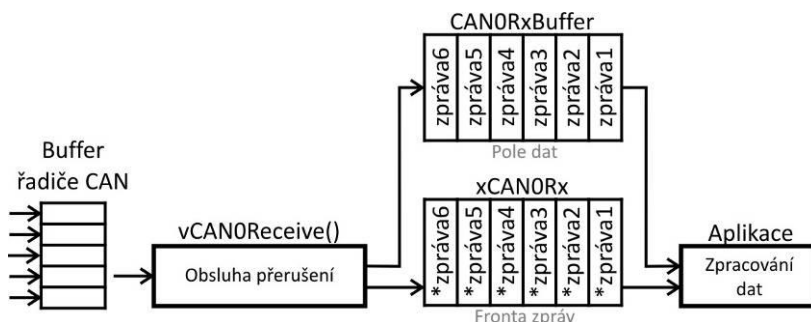 CAN0RxBuffer
zpráva6
zpráva5
zpráva4
zpráva3
zpráva2
zpráva1
Pole dat
Buffer
řadiče CAN
vCAN0Receive()
Obsluha přerušení
xCAN0Rx
*zpráva6
*zpráva5
*zpráva4
*zpráva3
*zpráva2
*zpráva1
Fronta zpráv
Aplikace
Zpracování
dat